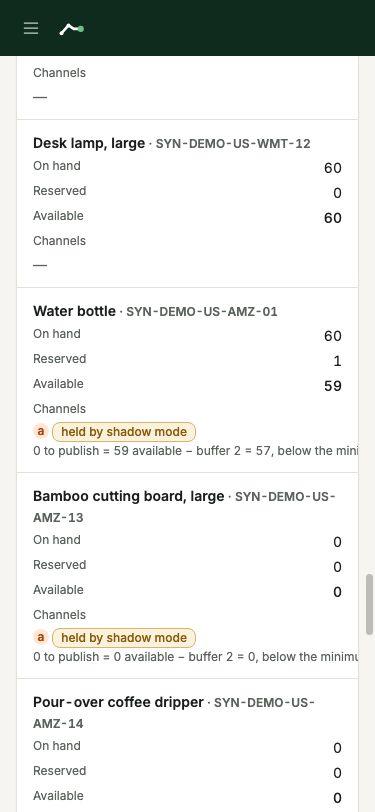 Channels
—
Desk lamp, large · SYN-DEMO-US-WMT-12
On hand 60
Reserved 0
Available 60
Channels
—
Water bottle · SYN-DEMO-US-AMZ-01
On hand 60
Reserved 1
Available 59
Channels
a held by shadow mode
0 to publish = 59 available − buffer 2 = 57, below the mini
Bamboo cutting board, large · SYN-DEMO-US-
AMZ-13
On hand 0
Reserved 0
Available 0
Channels
a held by shadow mode
0 to publish = 0 available − buffer 2 = 0, below the minimu
Pour-over coffee dripper · SYN-DEMO-US-
AMZ-14
On hand 0
Reserved 0
Available 0